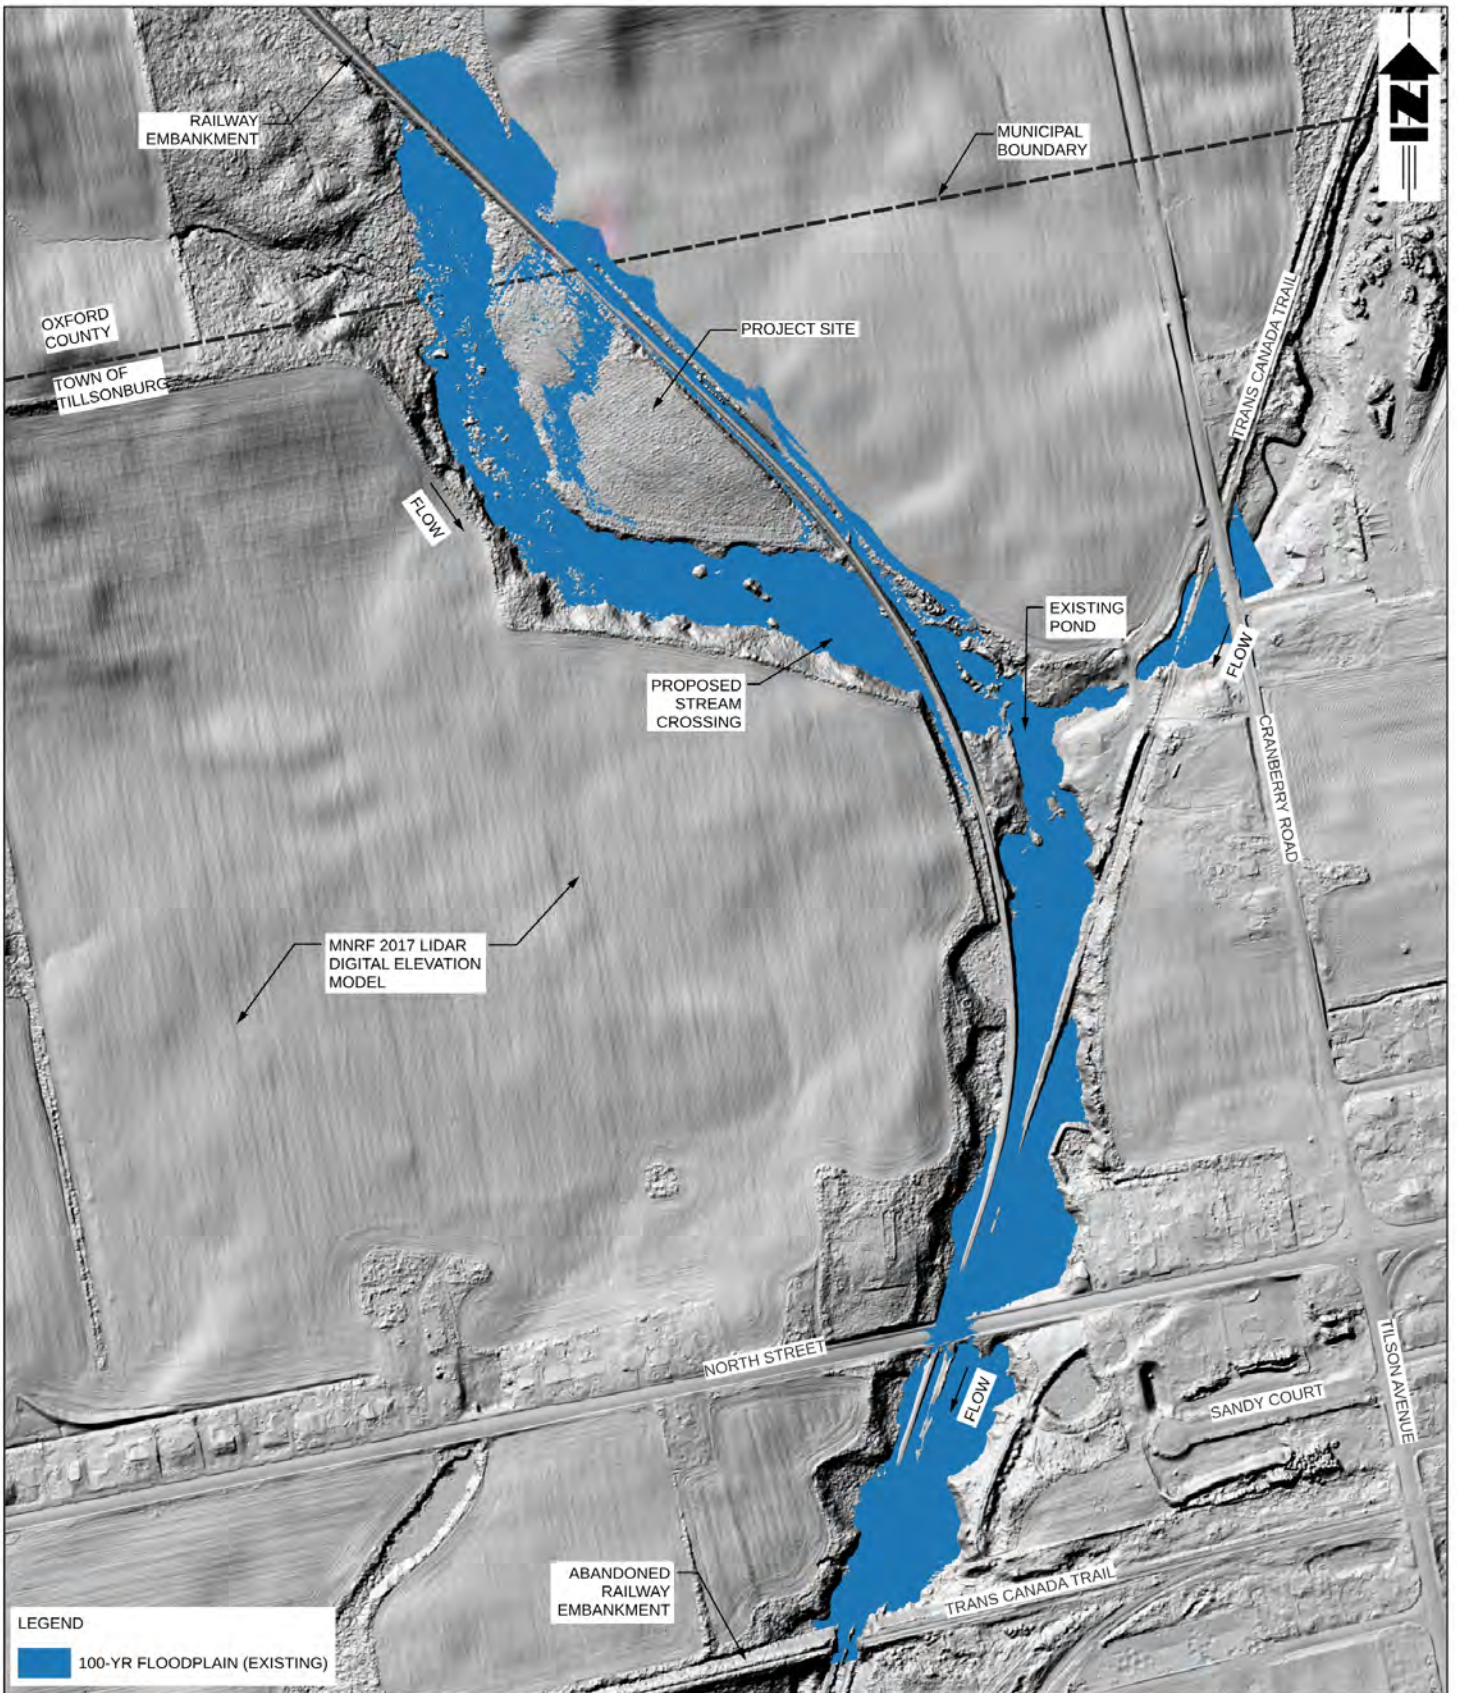 N
RAILWAY
EMBANKMENT
MUNICIPAL
BOUNDARY
OXFORD
COUNTY
TOWN OF
TILLSONBURG
PROJECT SITE
TRANS CANADA TRAIL
FLOW
EXISTING
POND
FLOW
PROPOSED
STREAM
CROSSING
CRANBERRY ROAD
MNRF 2017 LIDAR
DIGITAL ELEVATION
MODEL
NORTH STREET
FLOW
SANDY COURT
TILSON AVENUE
ABANDONED
RAILWAY
EMBANKMENT
TRANS CANADA TRAIL
LEGEND
100-YR FLOODPLAIN (EXISTING)